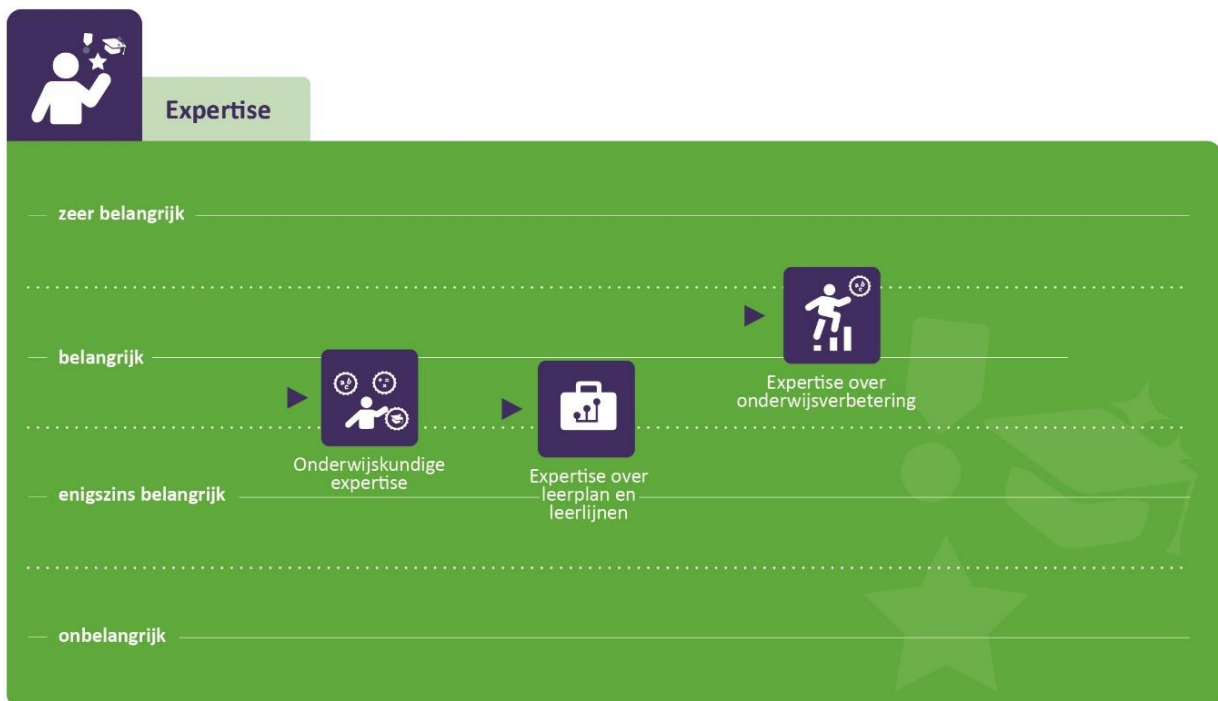 Expertise
zeer belangrijk
belangrijk
Expertise over
onderwijsverbetering
Onderwijskundige
expertise
Expertise over
leerplan en
leerlijnen
enigszins belangrijk
onbelangrijk